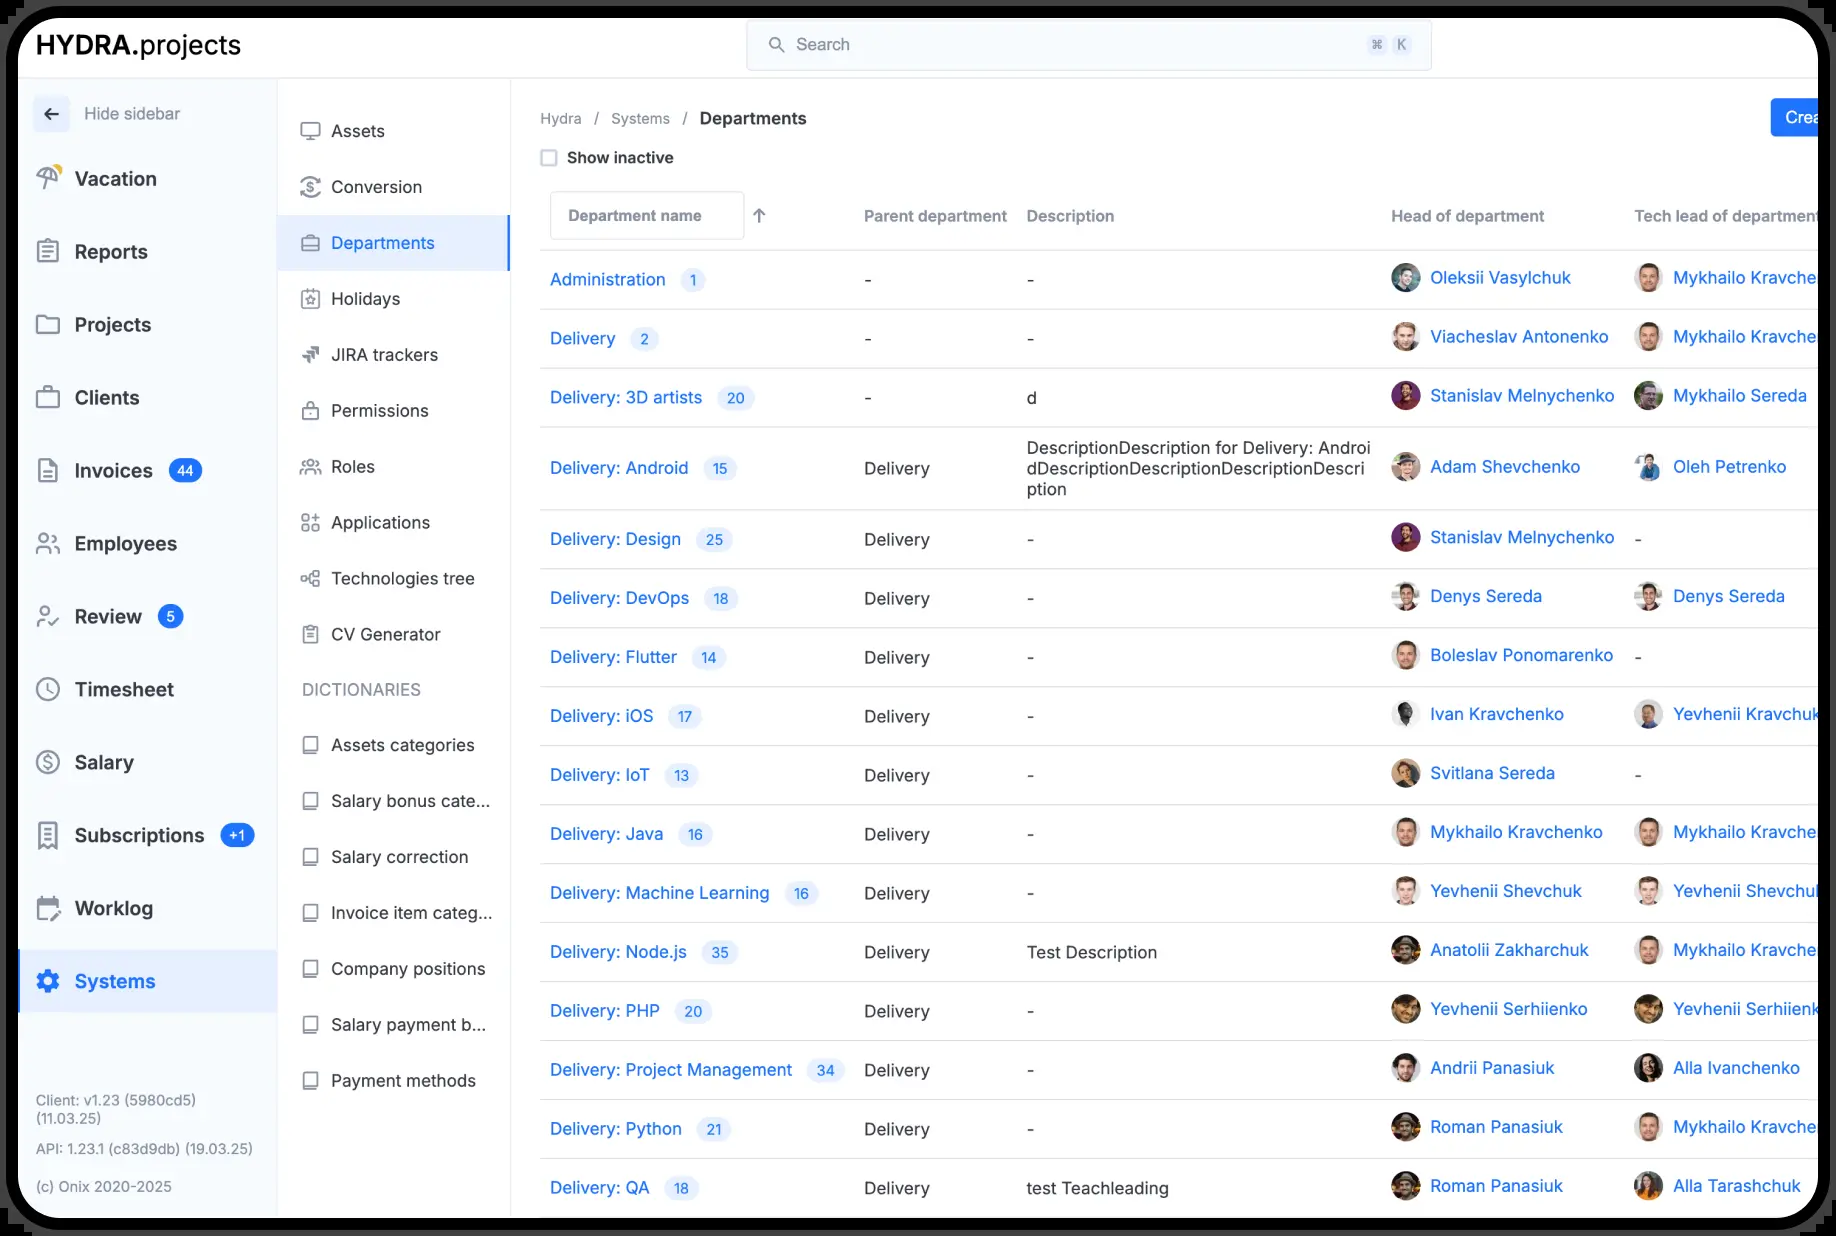 HYDRA.projects
Search
⌘ K
Hide sidebar
Vacation
Reports
Projects
Clients
Invoices 44
Employees
Review 5
Timesheet
Salary
Subscriptions +1
Worklog
Systems
Client: v1.23 (5980cd5)
(11.03.25)
API: 1.23.1 (c83d9db) (19.03.25)
(c) Onix 2020-2025
Assets
Conversion
Departments
Holidays
JIRA trackers
Permissions
Roles
Applications
Technologies tree
CV Generator
DICTIONARIES
Assets categories
Salary bonus cate...
Salary correction
Invoice item categ...
Company positions
Salary payment b...
Payment methods
Hydra / Systems / Departments
Crea
Show inactive
Department name ↑ Parent department Description Head of department Tech lead of department
Administration 1 - - Oleksii Vasylchuk Mykhailo Kravche
Delivery 2 - - Viacheslav Antonenko Mykhailo Kravche
Delivery: 3D artists 20 - d Stanislav Melnychenko Mykhailo Sereda
DescriptionDescription for Delivery: Androi
Delivery: Android 15 Delivery dDescriptionDescriptionDescriptionDescri Adam Shevchenko Oleh Petrenko
ption
Delivery: Design 25 Delivery - Stanislav Melnychenko -
Delivery: DevOps 18 Delivery - Denys Sereda Denys Sereda
Delivery: Flutter 14 Delivery - Boleslav Ponomarenko -
Delivery: iOS 17 Delivery - Ivan Kravchenko Yevhenii Kravchuk
Delivery: IoT 13 Delivery - Svitlana Sereda -
Delivery: Java 16 Delivery - Mykhailo Kravchenko Mykhailo Kravche
Delivery: Machine Learning 16 Delivery - Yevhenii Shevchuk Yevhenii Shevchuk
Delivery: Node.js 35 Delivery Test Description Anatolii Zakharchuk Mykhailo Kravche
Delivery: PHP 20 Delivery - Yevhenii Serhiienko Yevhenii Serhiienk
Delivery: Project Management 34 Delivery - Andrii Panasiuk Alla Ivanchenko
Delivery: Python 21 Delivery - Roman Panasiuk Mykhailo Kravche
Delivery: QA 18 Delivery test Teachleading Roman Panasiuk Alla Tarashchuk